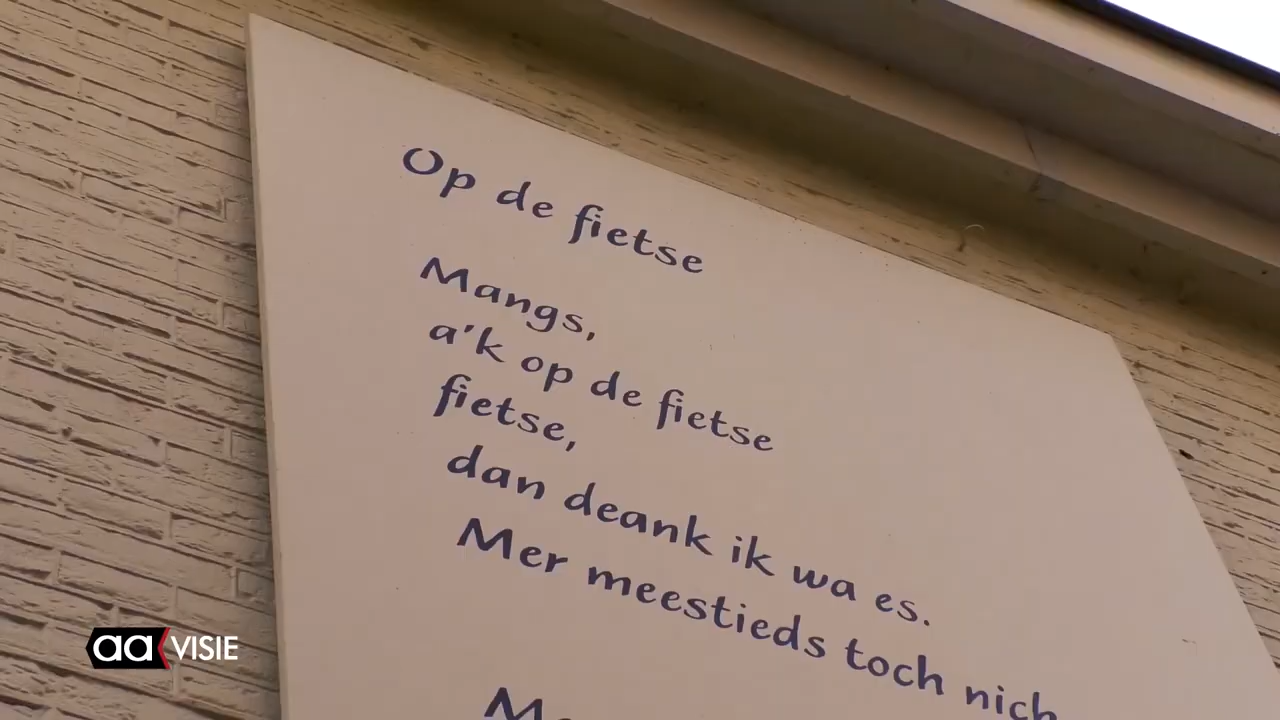 Op de fietse
Mangs,
a'k op de fietse
fietse,
dan deank ik wa es.
Mer meestieds toch nich
aa VISIE